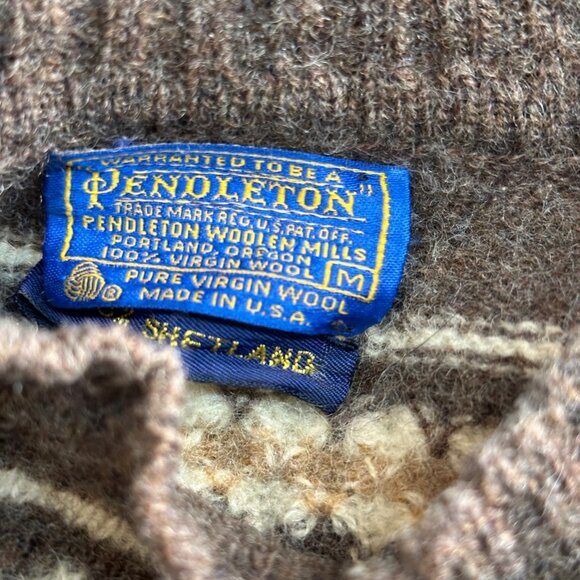 WARRANTED TO BE A
"PENDLETON"
TRADE MARK REG. U.S. PAT. OFF.
PENDLETON WOOLEN MILLS
PORTLAND, OREGON
100% VIRGIN WOOL
M
PURE VIRGIN WOOL
®
MADE IN U.S.A.
SHETLAND